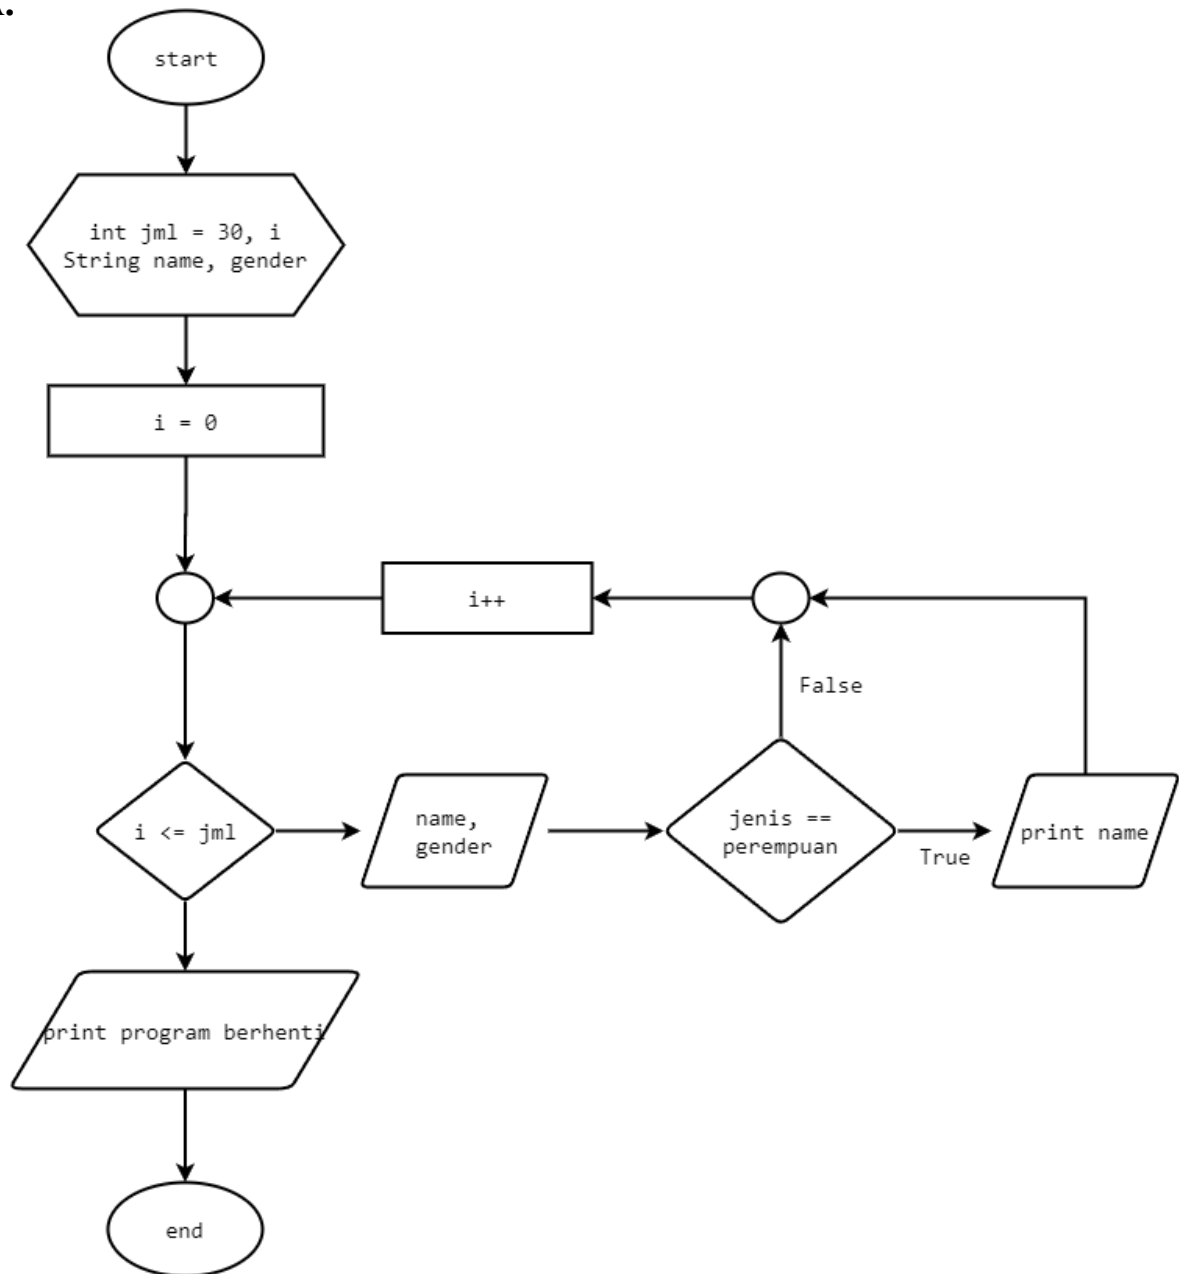 start
int jml = 30, i
String name, gender
i = 0
i++
False
i <= jml
name,
gender
jenis ==
perempuan
True
print name
print program berhenti
end